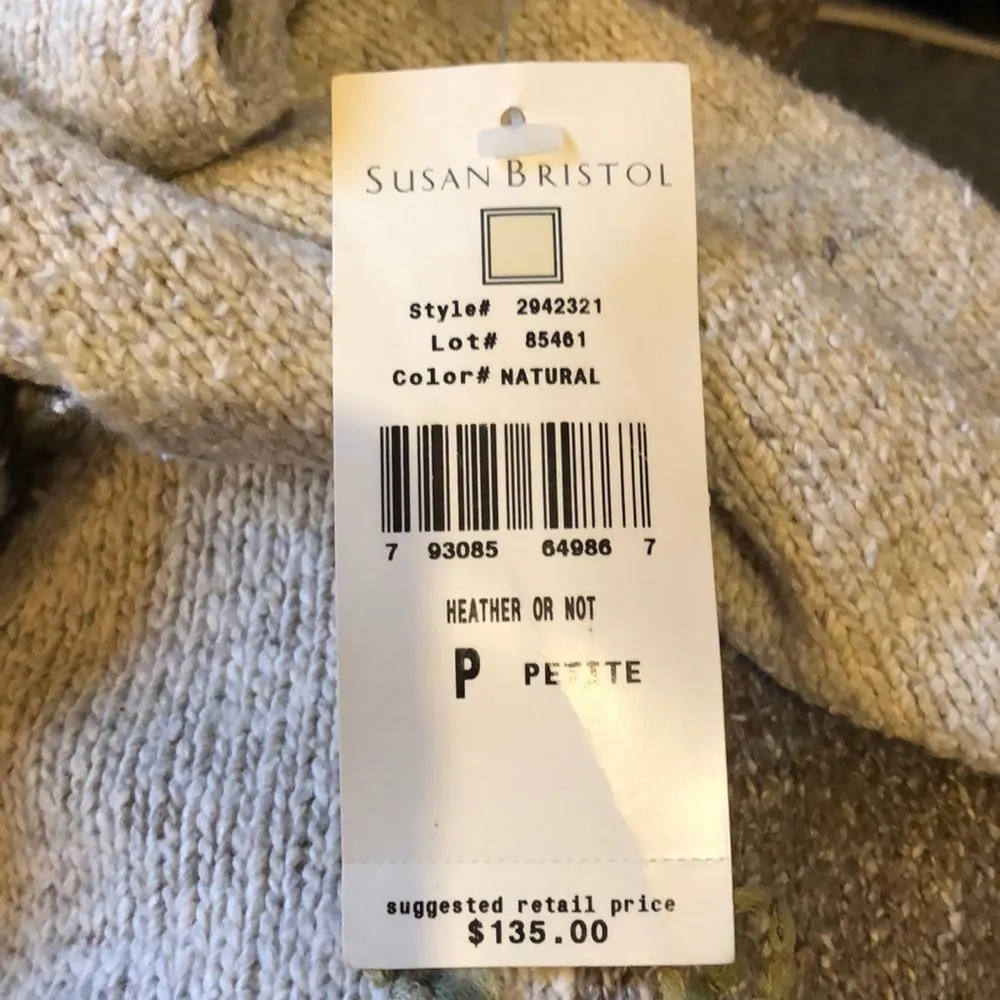 SUSAN BRISTOL
Style# 2942321
Lot# 85461
Color# NATURAL
7 93085 64986 7
HEATHER OR NOT
P PETITE
suggested retail price
$135.00